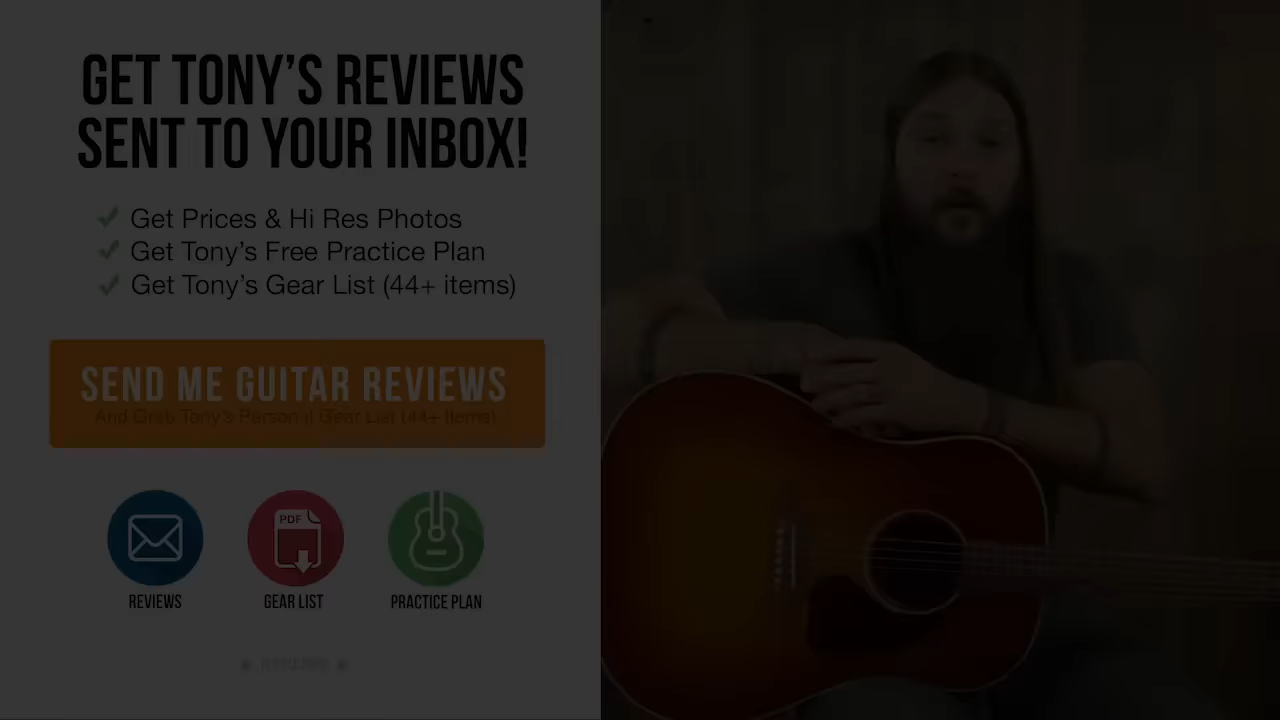 GET TONY'S REVIEWS
SENT TO YOUR INBOX!
Get Prices & Hi Res Photos
Get Tony's Free Practice Plan
Get Tony's Gear List (44+ items)
SEND ME GUITAR REVIEWS
And Grab Tony's Personal Gear List (44+ Items)
PDF
REVIEWS
GEAR LIST
PRACTICE PLAN